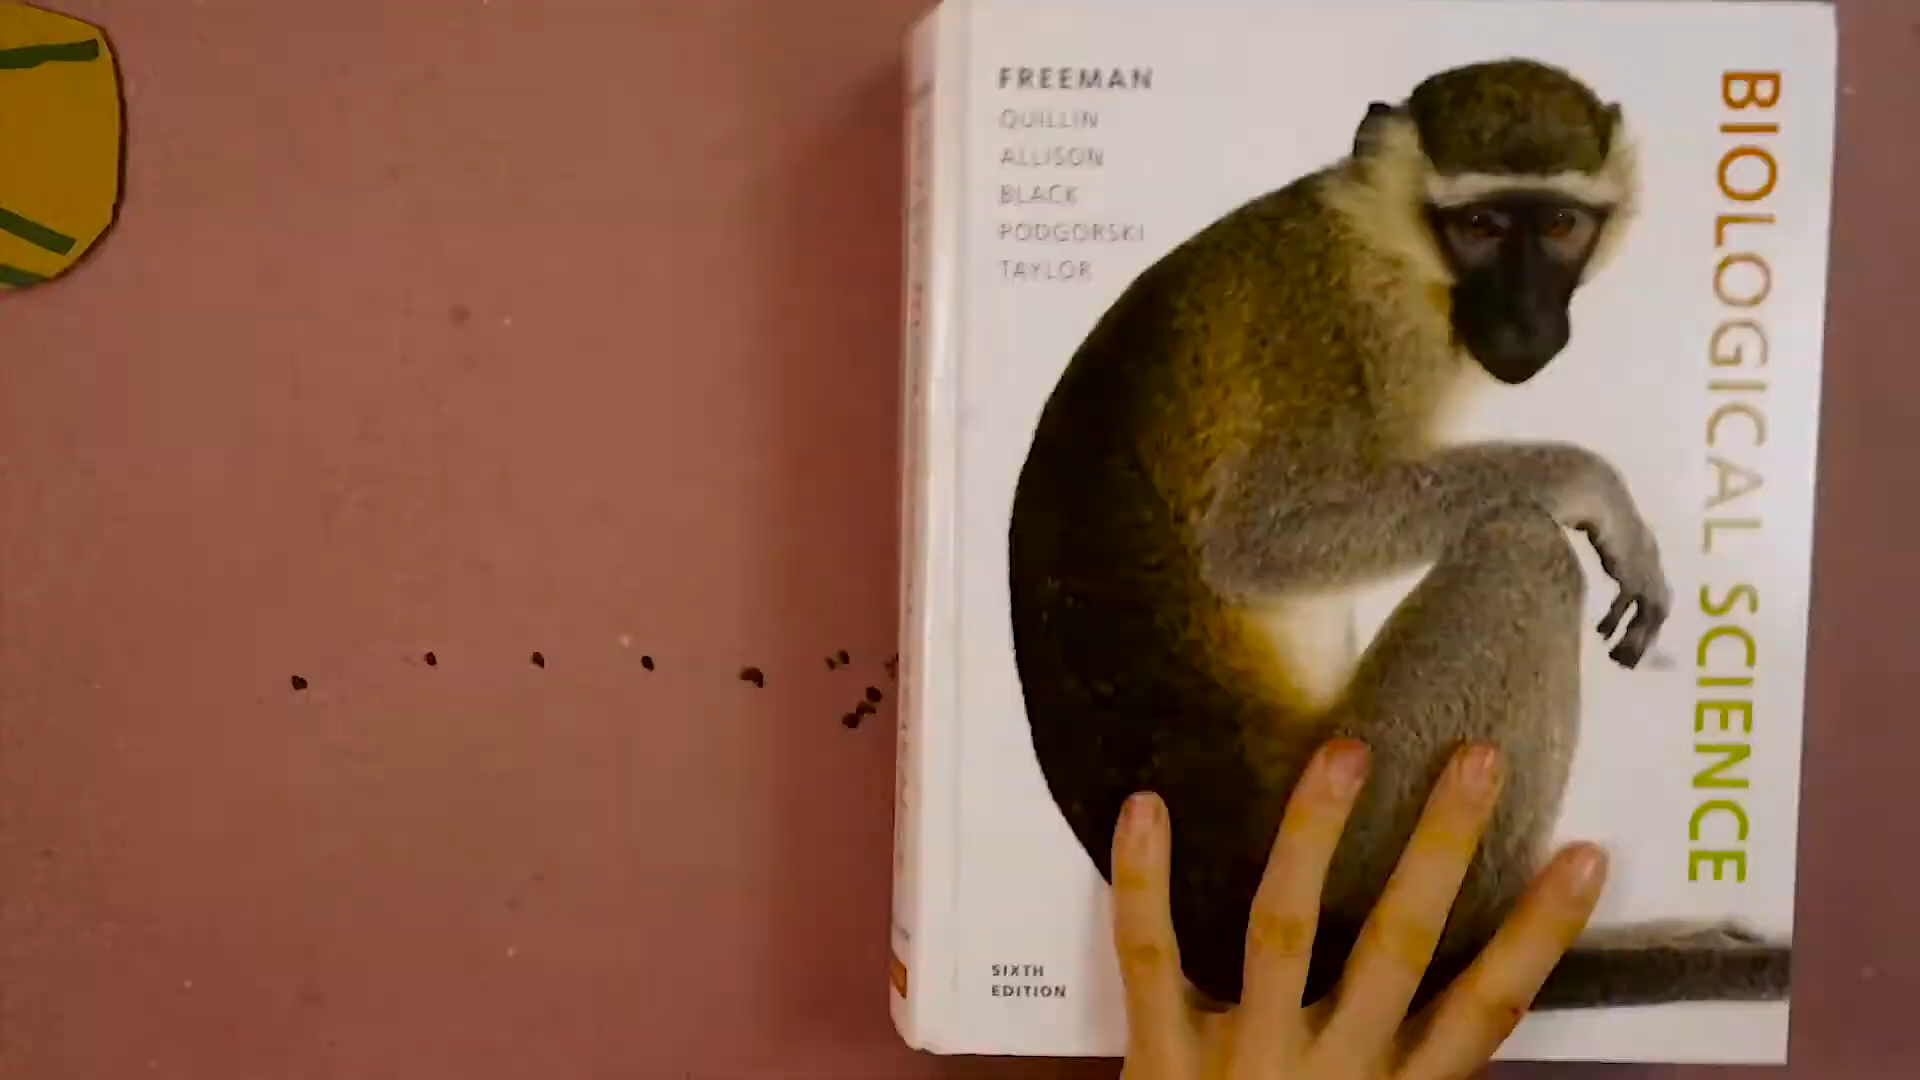 FREEMAN
QUILLIN
ALLISON
BLACK
PODGORSKI
TAYLOR
BIOLOGICAL SCIENCE
SIXTH
EDITION